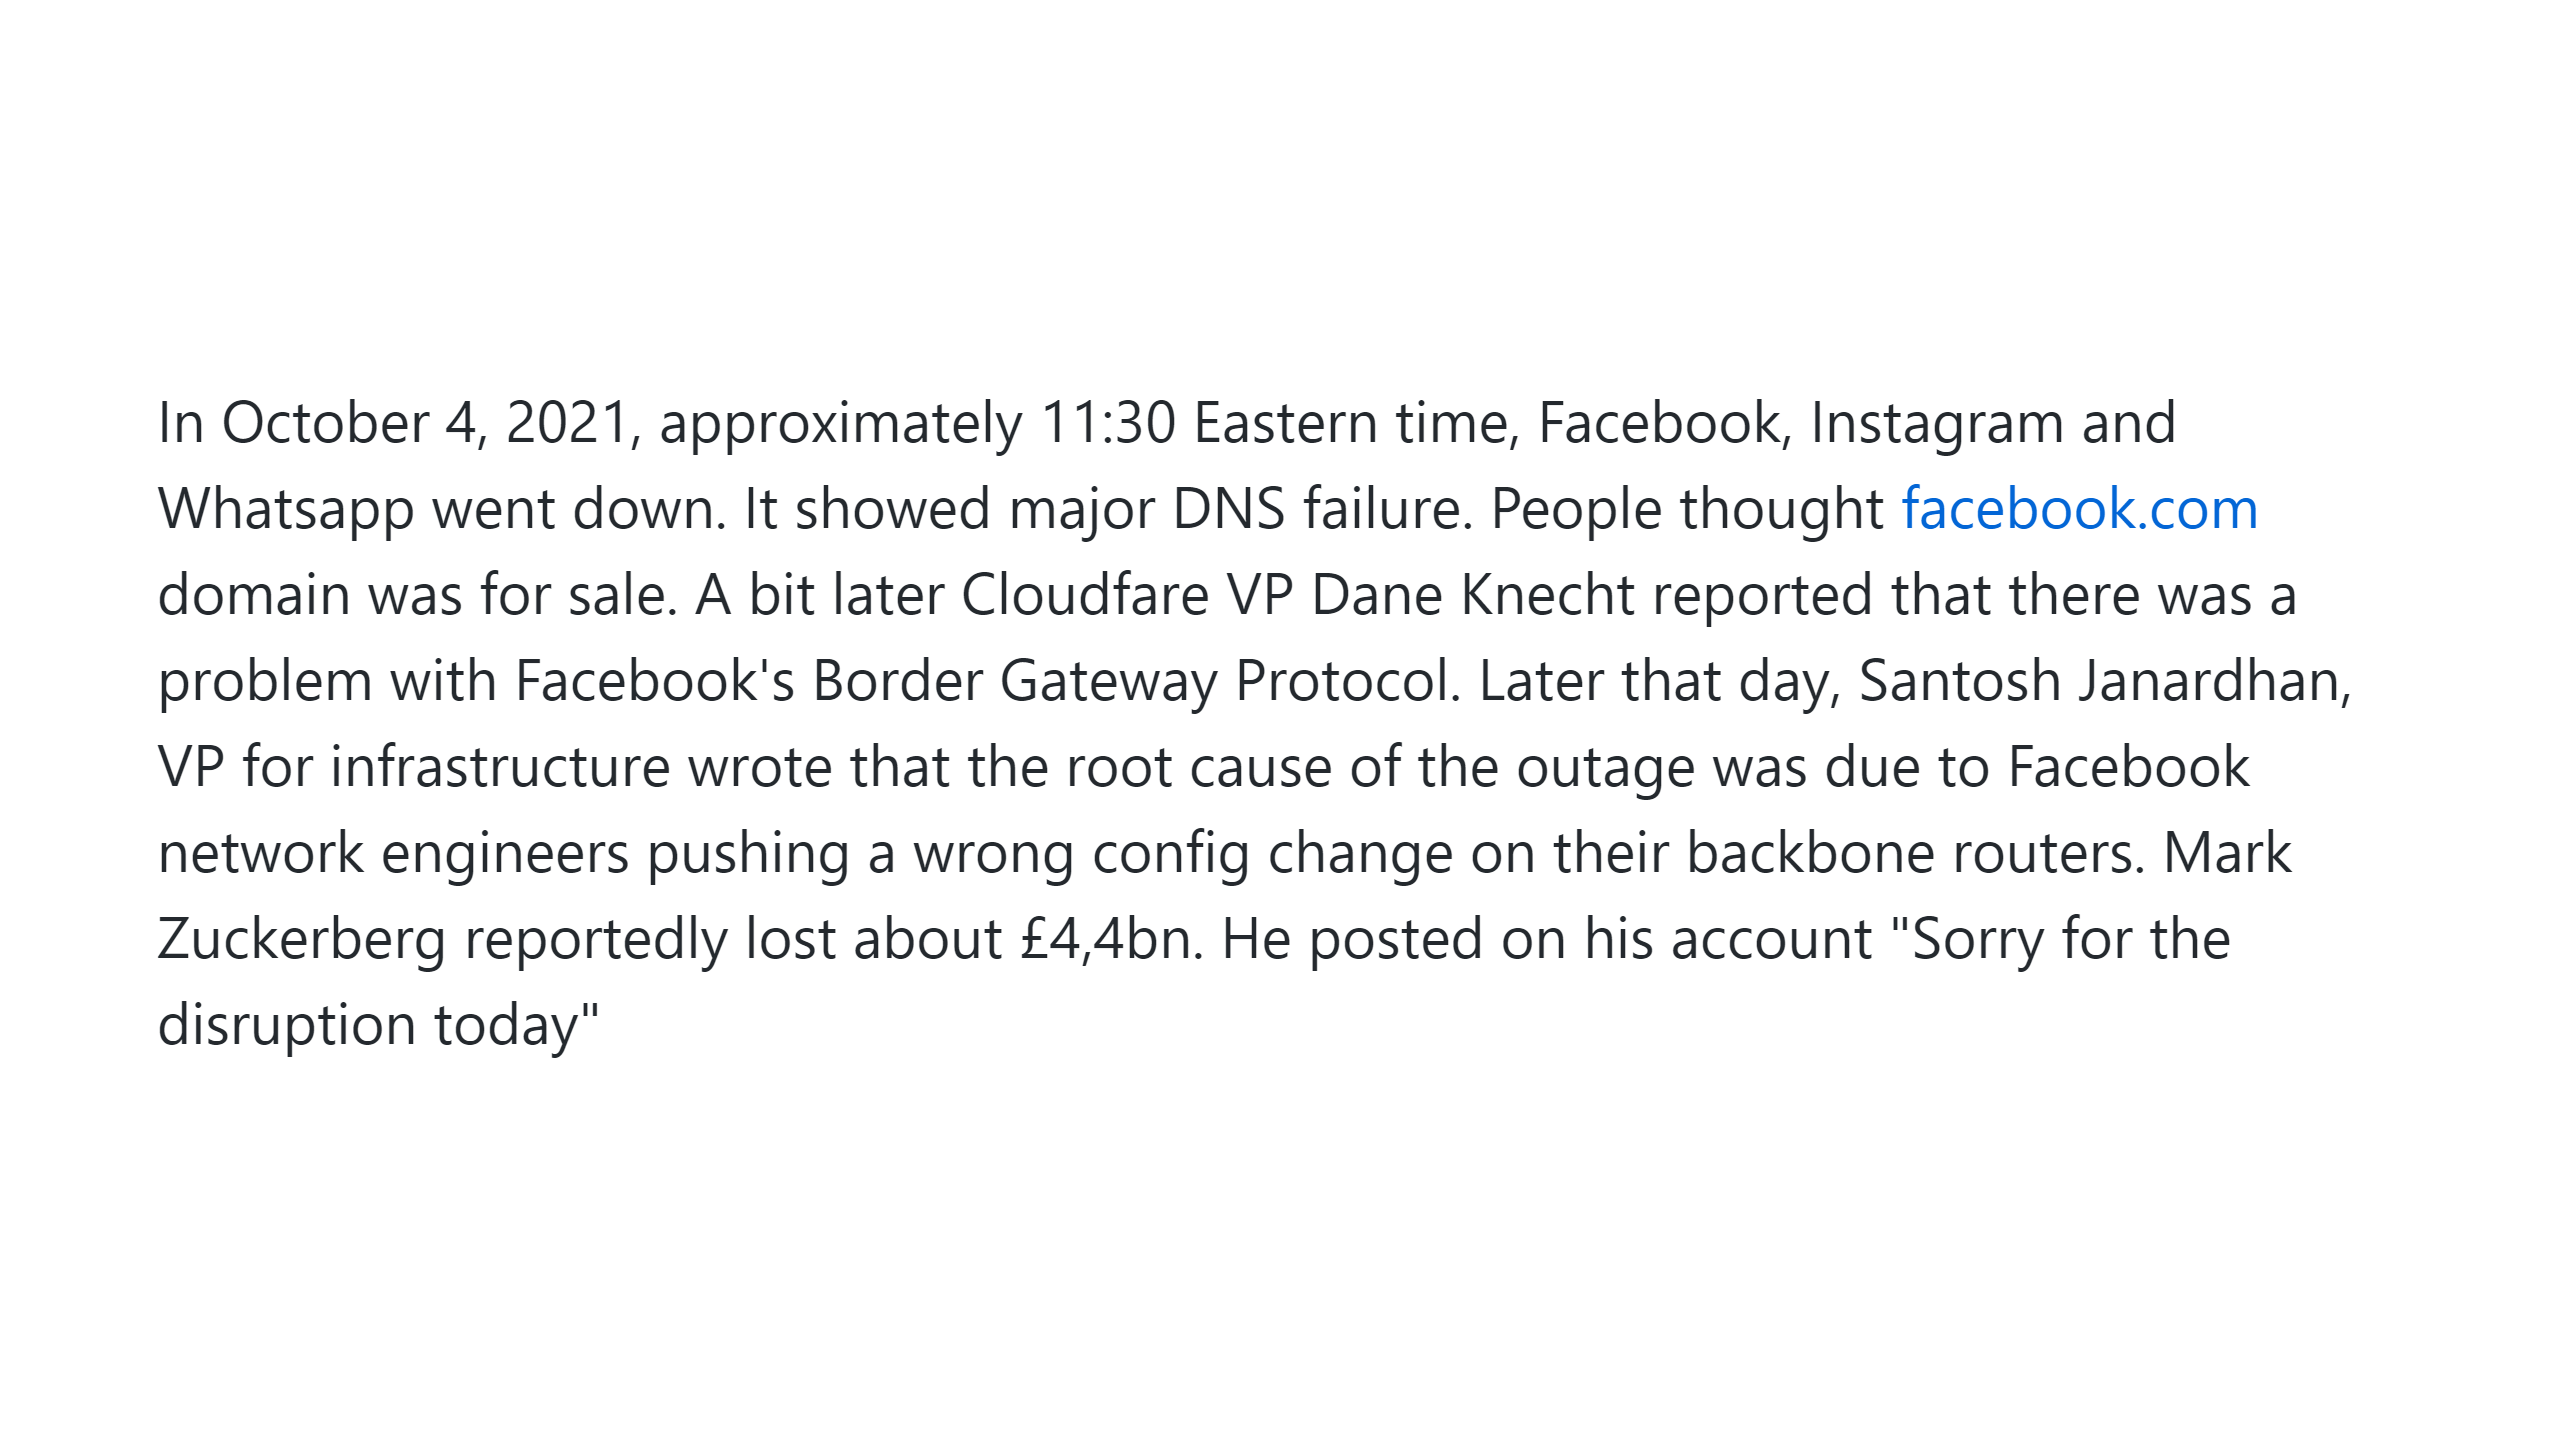 In October 4, 2021, approximately 11:30 Eastern time, Facebook, Instagram and
Whatsapp went down. It showed major DNS failure. People thought facebook.com
domain was for sale. A bit later Cloudfare VP Dane Knecht reported that there was a
problem with Facebook's Border Gateway Protocol. Later that day, Santosh Janardhan,
VP for infrastructure wrote that the root cause of the outage was due to Facebook
network engineers pushing a wrong config change on their backbone routers. Mark
Zuckerberg reportedly lost about £4,4bn. He posted on his account "Sorry for the
disruption today"